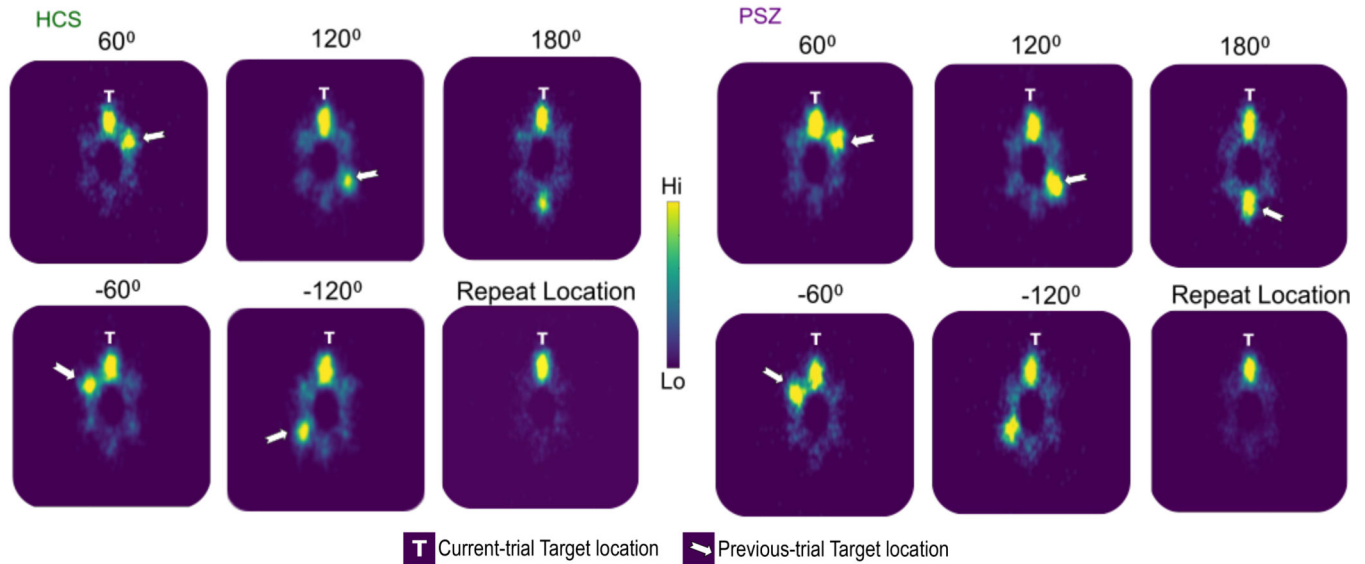 HCS
PSZ
60⁰ 120⁰ 180⁰
60⁰ 120⁰ 180⁰
T T T
T T T
Hi
Lo
-60⁰ -120⁰ Repeat Location
-60⁰ -120⁰ Repeat Location
T T T
T T T
T Current-trial Target location
Previous-trial Target location